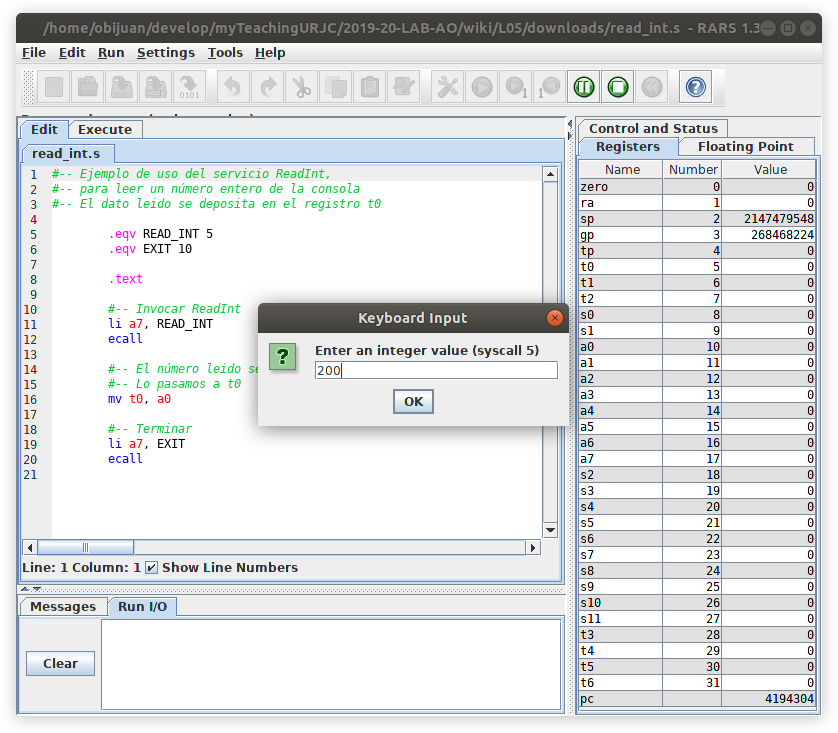 /home/obijuan/develop/myTeachingURJC/2019-20-LAB-AO/wiki/L05/downloads/read_int.s - RARS 1.3
File Edit Run Settings Tools Help
Edit Execute
read_int.s
1 #-- Ejemplo de uso del servicio ReadInt,
2 #-- para leer un número entero de la consola
3 #-- El dato leido se deposita en el registro t0
4
5 .eqv READ_INT 5
6 .eqv EXIT 10
7
8 .text
9
10 #-- Invocar ReadInt
11 li a7, READ_INT
12 ecall
13
14 #-- El número leido se
15 #-- Lo pasamos a t0
16 mv t0, a0
17
18 #-- Terminar
19 li a7, EXIT
20 ecall
21
Line: 1 Column: 1 Show Line Numbers
Keyboard Input
Enter an integer value (syscall 5)
200
OK
Messages Run I/O
Clear
Control and Status
Registers Floating Point
Name Number Value
zero 0 0
ra 1 0
sp 2 2147479548
gp 3 268468224
tp 4 0
t0 5 0
t1 6 0
t2 7 0
s0 8 0
s1 9 0
a0 10 0
a1 11 0
a2 12 0
a3 13 0
a4 14 0
a5 15 0
a6 16 0
a7 17 0
s2 18 0
s3 19 0
s4 20 0
s5 21 0
s6 22 0
s7 23 0
s8 24 0
s9 25 0
s10 26 0
s11 27 0
t3 28 0
t4 29 0
t5 30 0
t6 31 0
pc 4194304